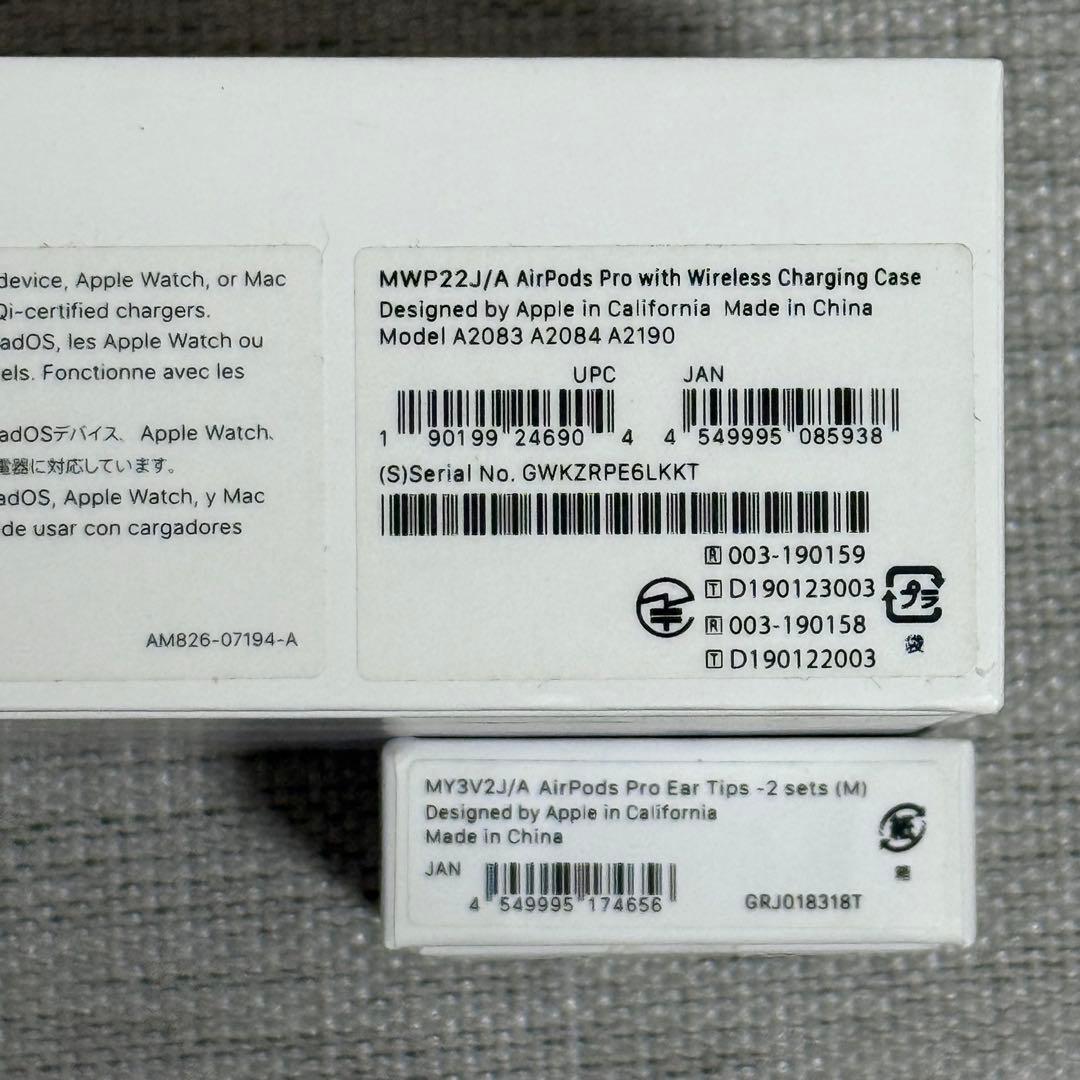 device, Apple Watch, or Mac
Qi-certified chargers.
adOS, les Apple Watch ou
els. Fonctionne avec les
adOSデバイス、Apple Watch、
電器に対応しています。
adOS, Apple Watch, y Mac
de usar con cargadores
AM826-07194-A
MWP22J/A AirPods Pro with Wireless Charging Case
Designed by Apple in California Made in China
Model A2083 A2084 A2190
UPC JAN
1 90199 24690 4 4 549995 085938
(S)Serial No. GWKZRPE6LKKT
R 003-190159
T D190123003
R 003-190158
T D190122003
プラ
MY3V2J/A AirPods Pro Ear Tips -2 sets (M)
Designed by Apple in California
Made in China
JAN
4 549995 174656
GRJ018318T